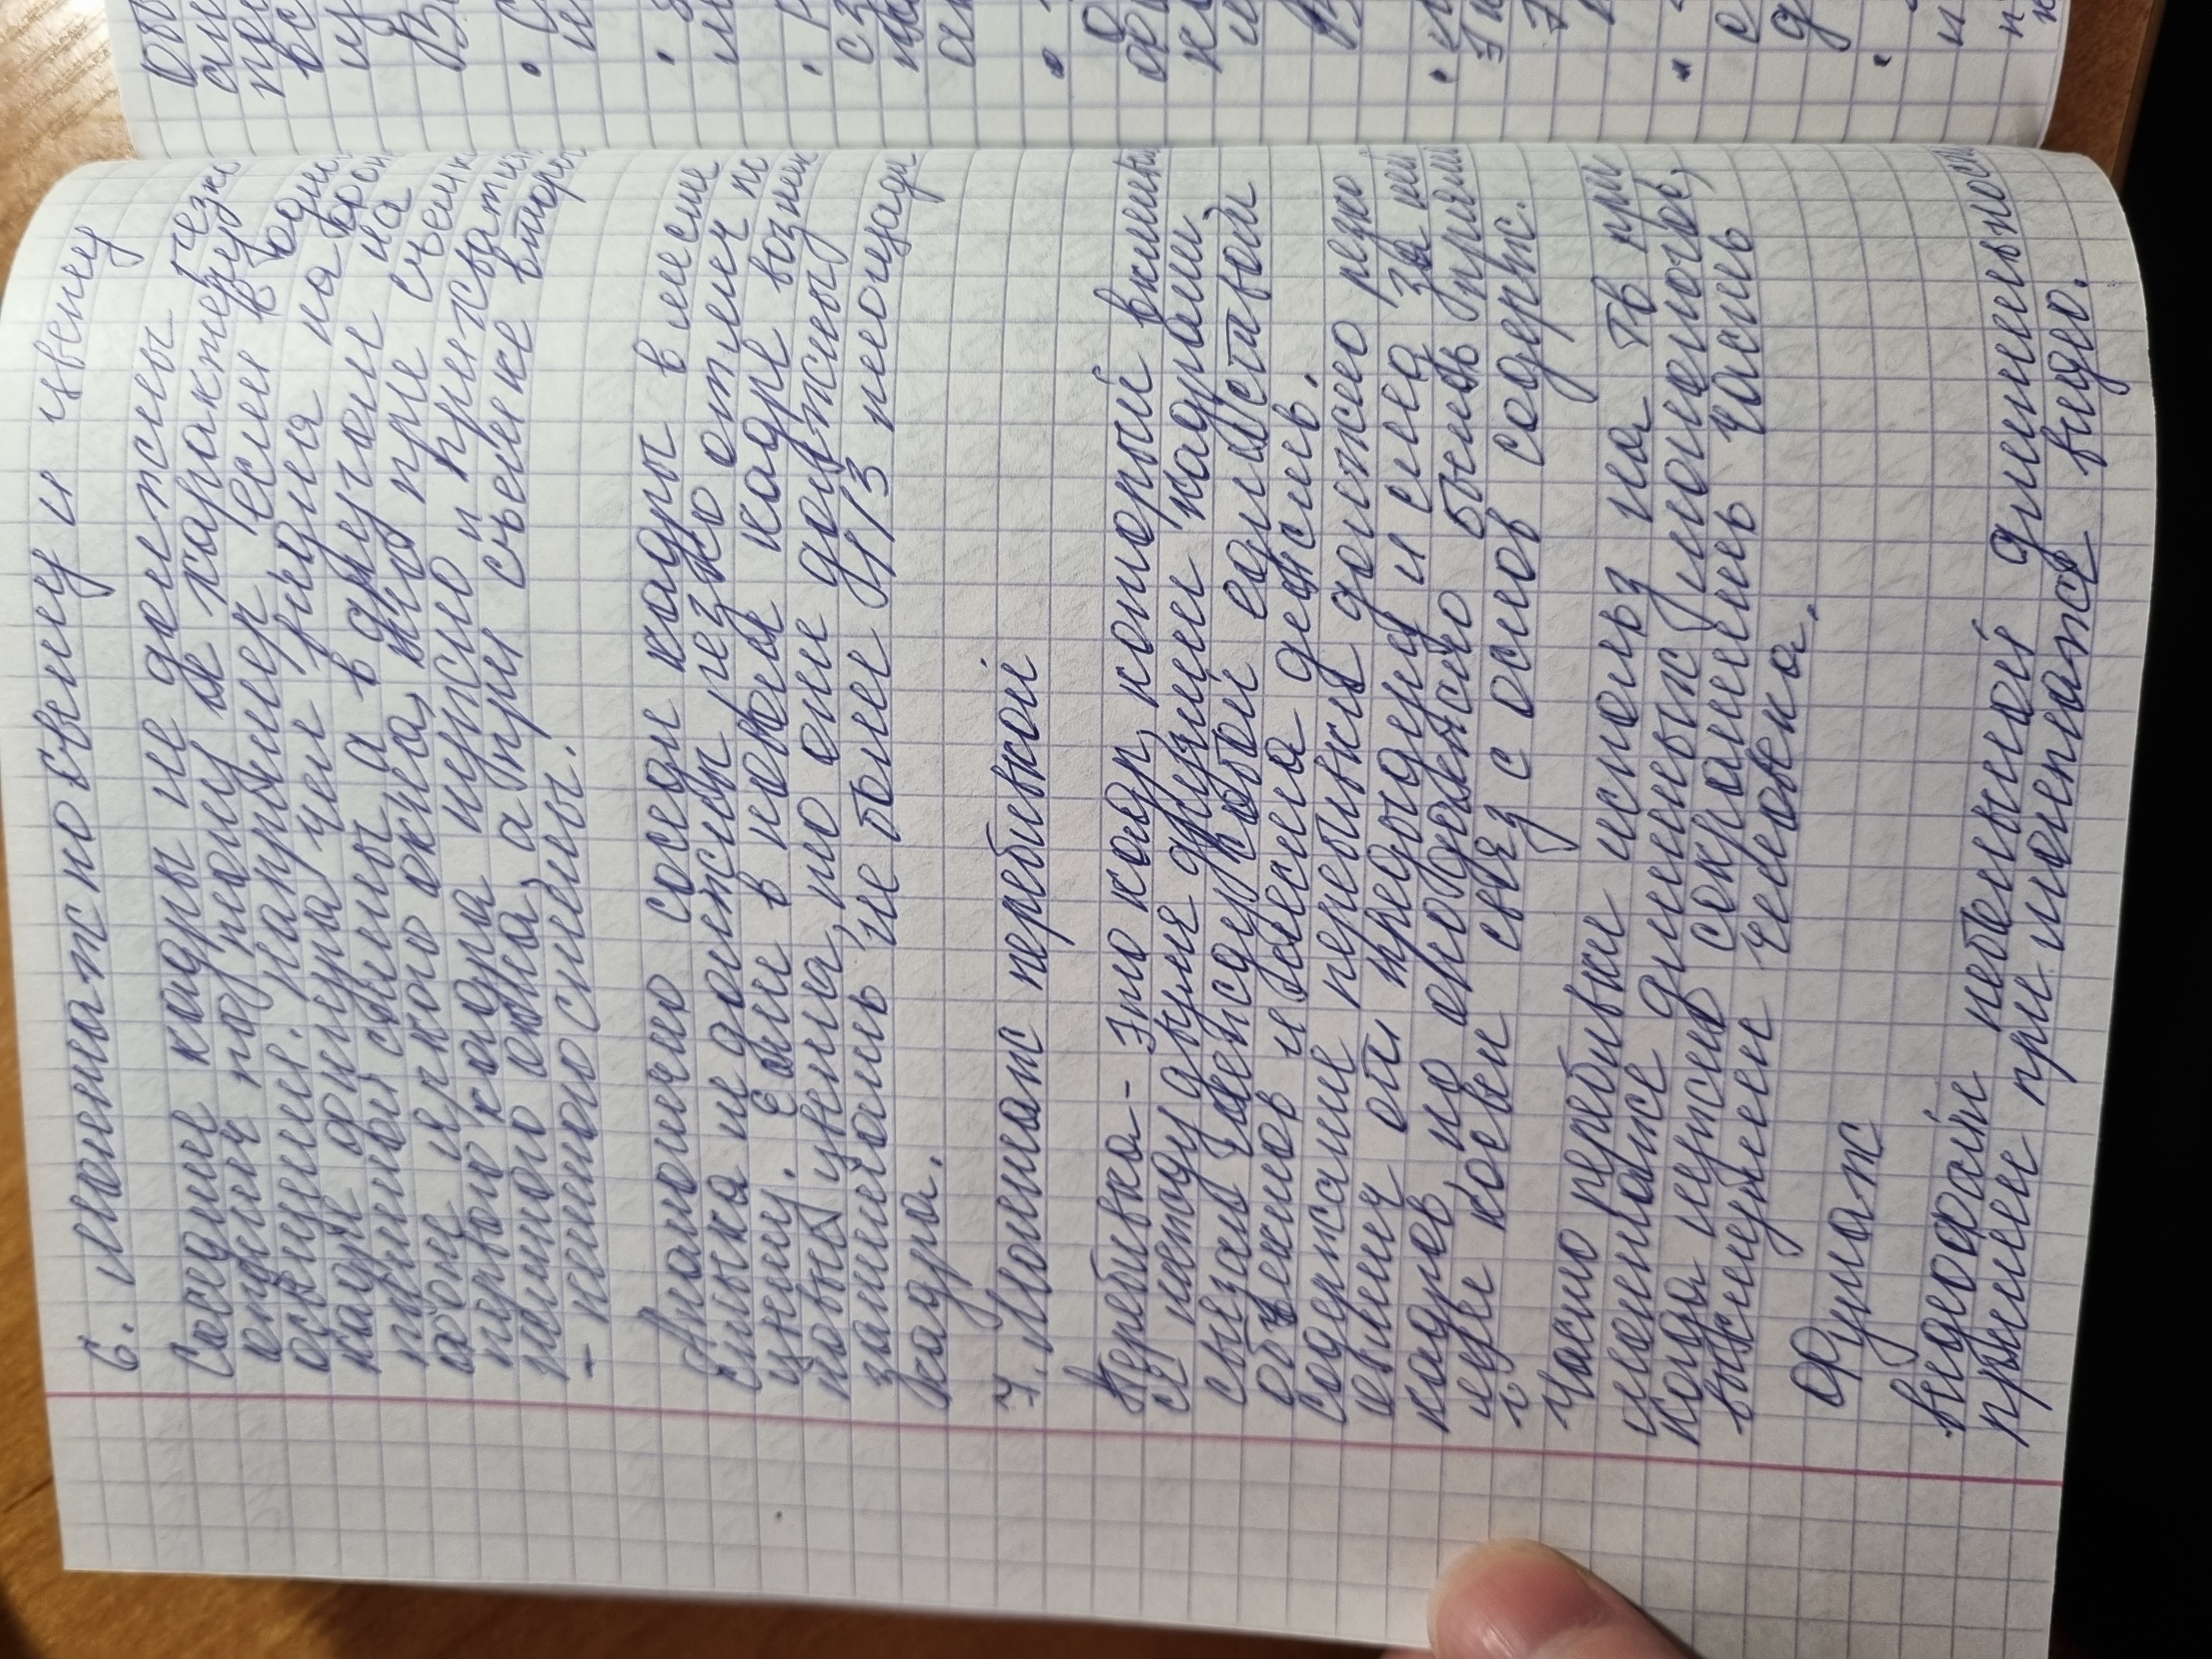 6. Монтаж по свету и цвету
Соседние кадры не должны резко
отлич по тону и характеру
освещения. Например, если в одном
кадре фигура чел видна на фоне
тёмной стены, а в другом на
фоне яркого окна, то при съемке
первого кадра нужно прихватить
немного окна, а при съемке второго
- немного стены.
Аналогично соседи кадры в месте
стыка не должны резко отлич по
цвету. Если в новом кадре возник
новые цвета, то они должны
занимать не более 1/3 площади
кадра.
7. Монтаж перебивкой
Перебивка - это кадр, который
ся между двумя другими кадрами,
связан между собой единством
объектов и места действ.
содержание перебивки должно резко
отлич от предыдущ и след за ней
кадров, но оно должно быть прямо
или косвен связ с основ содерж.
Часто перебивки использ на ТВ при
монтаже длинных монологов,
когда нужно сократить часть
выступлен человека.
Футаж
видеофайл небольшой длительности
примен при монтаже видео.